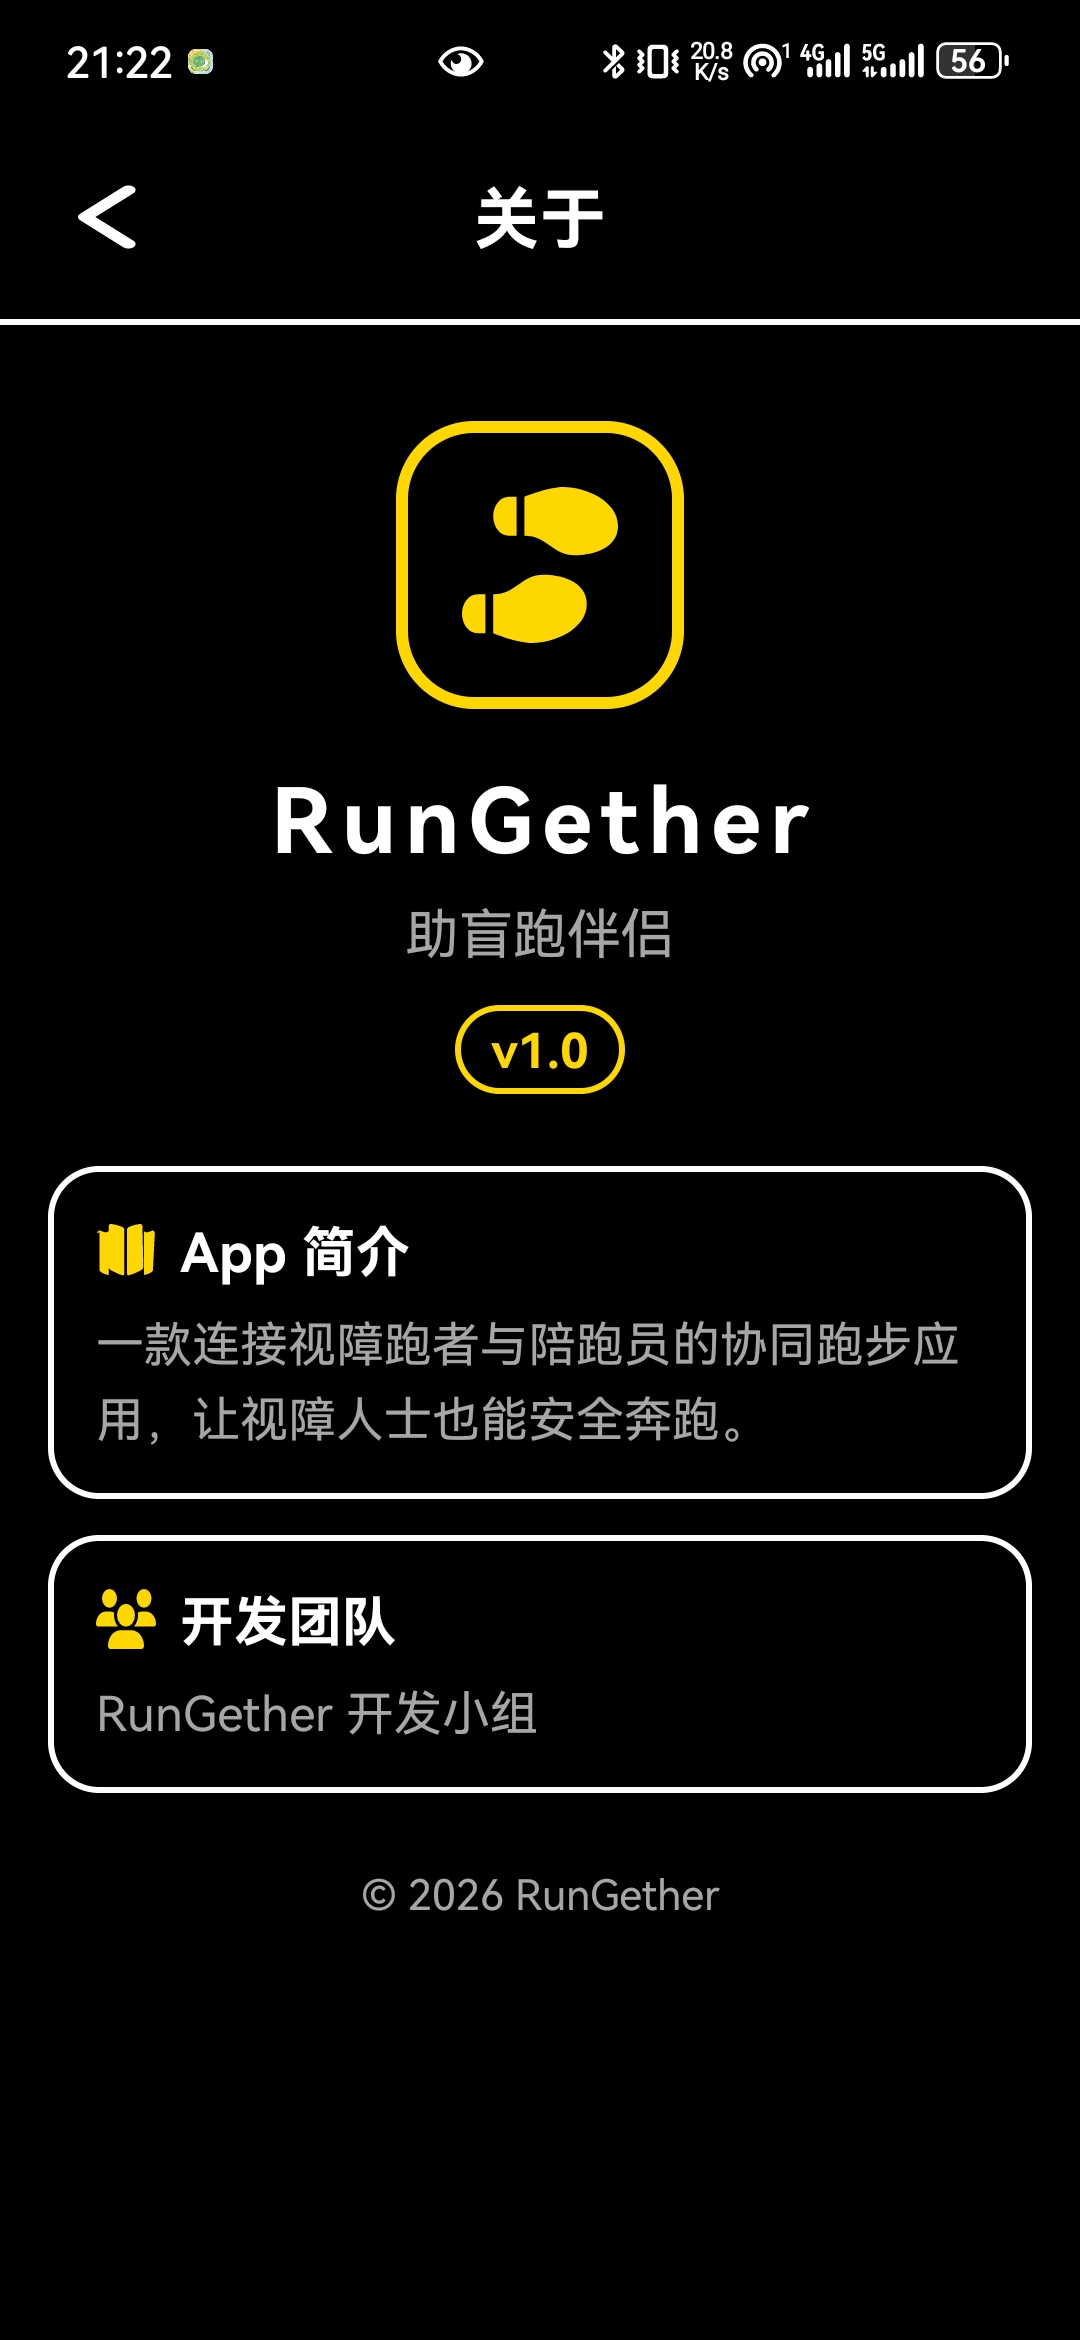 21:22
20.8 K/s
1
4G
5G
56
关于
RunGether
助盲跑伴侣
v1.0
App 简介
一款连接视障跑者与陪跑员的协同跑步应
用，让视障人士也能安全奔跑。
开发团队
RunGether 开发小组
© 2026 RunGether